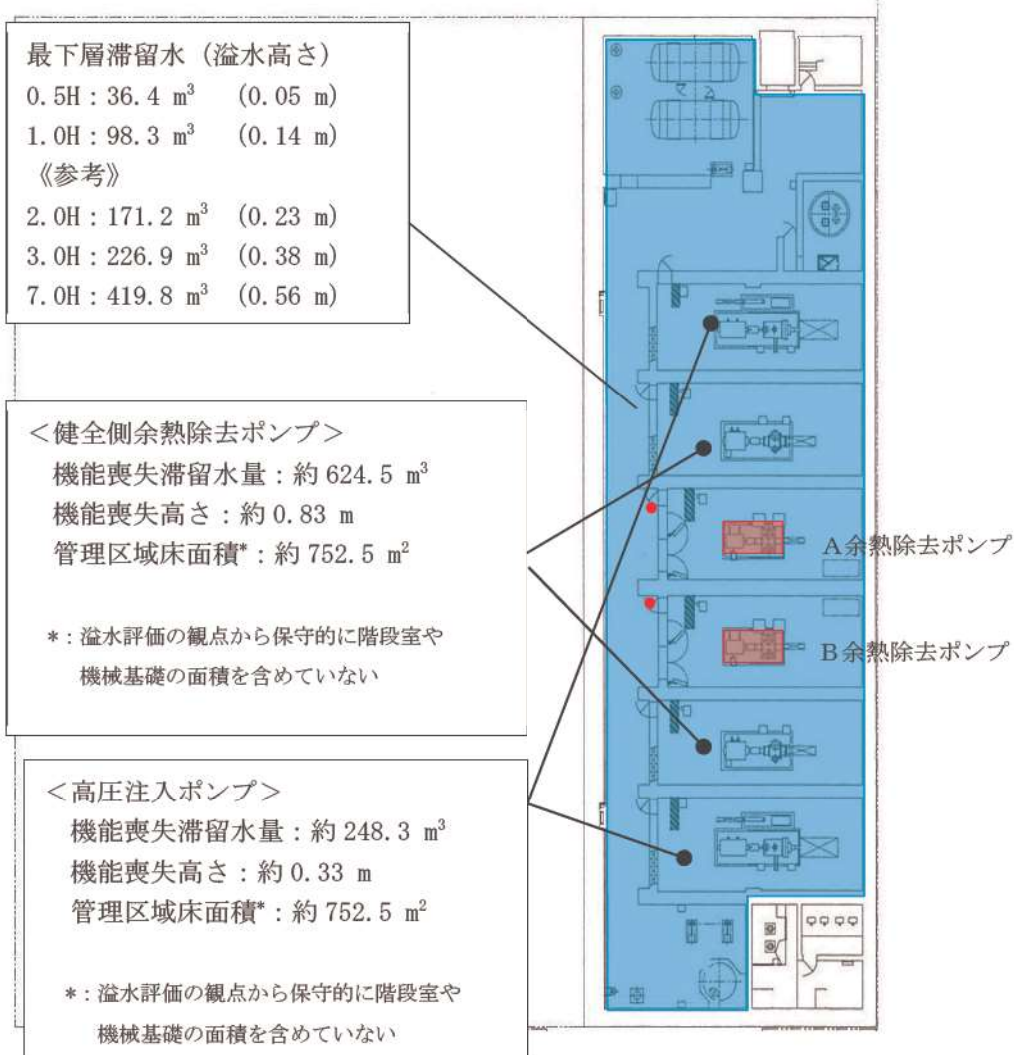 最下層滞留水（溢水高さ）
0.5H：36.4 m³ (0.05 m)
1.0H：98.3 m³ (0.14 m)
《参考》
2.0H：171.2 m³ (0.23 m)
3.0H：226.9 m³ (0.38 m)
7.0H：419.8 m³ (0.56 m)
＜健全側余熱除去ポンプ＞
機能喪失滞留水量：約 624.5 m³
機能喪失高さ：約 0.83 m
管理区域床面積*：約 752.5 m²
*：溢水評価の観点から保守的に階段室や
機械基礎の面積を含めていない
A余熱除去ポンプ
B余熱除去ポンプ
＜高圧注入ポンプ＞
機能喪失滞留水量：約 248.3 m³
機能喪失高さ：約 0.33 m
管理区域床面積*：約 752.5 m²
*：溢水評価の観点から保守的に階段室や
機械基礎の面積を含めていない